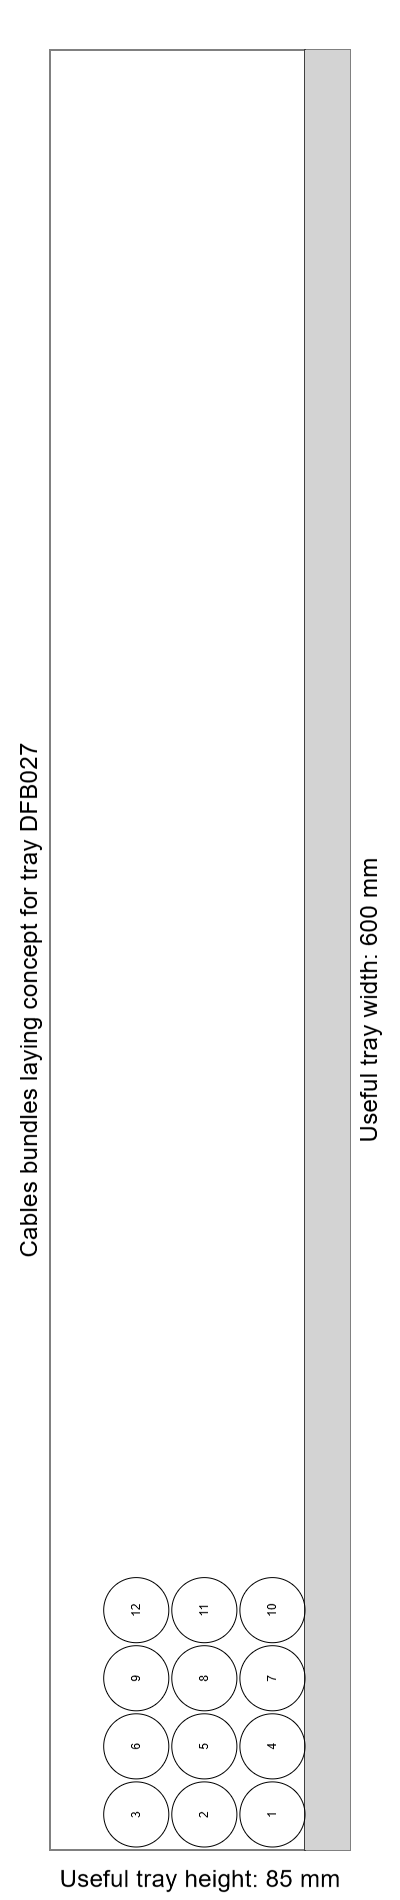 Cables bundles laying concept for tray DFB027
Useful tray width: 600 mm
12 11 10
9 8 7
6 5 4
3 2 1
Useful tray height: 85 mm